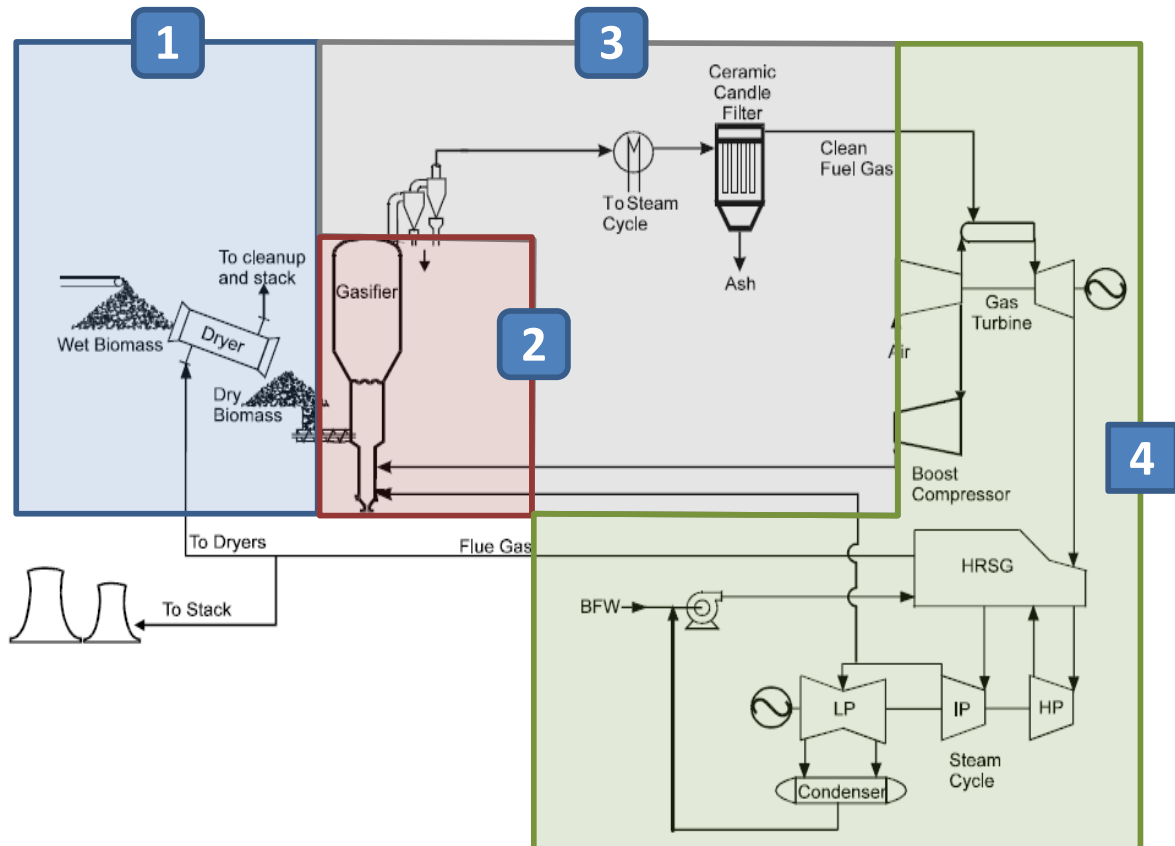 1
3
Ceramic
Candle
Filter
Clean
Fuel Gas
To Steam
Cycle
To cleanup
and stack
Gasifier
Ash
Gas
Turbine
Wet Biomass
Dryer
2
Air
Dry
Biomass
4
Boost
Compressor
To Dryers
Flue Gas
HRSG
BFW
To Stack
LP
IP
HP
Steam
Cycle
Condenser